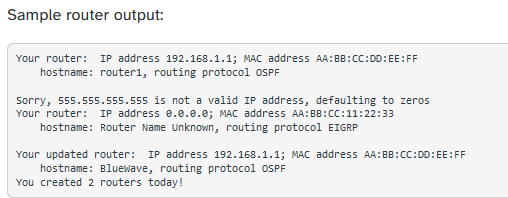 Sample router output:
Your router:  IP address 192.168.1.1; MAC address AA:BB:CC:DD:EE:FF
    hostname: router1, routing protocol OSPF
Sorry, 555.555.555.555 is not a valid IP address, defaulting to zeros
Your router:  IP address 0.0.0.0; MAC address AA:BB:CC:11:22:33
    hostname: Router Name Unknown, routing protocol EIGRP
Your updated router:  IP address 192.168.1.1; MAC address AA:BB:CC:DD:EE:FF
    hostname: BlueWave, routing protocol OSPF
You created 2 routers today!